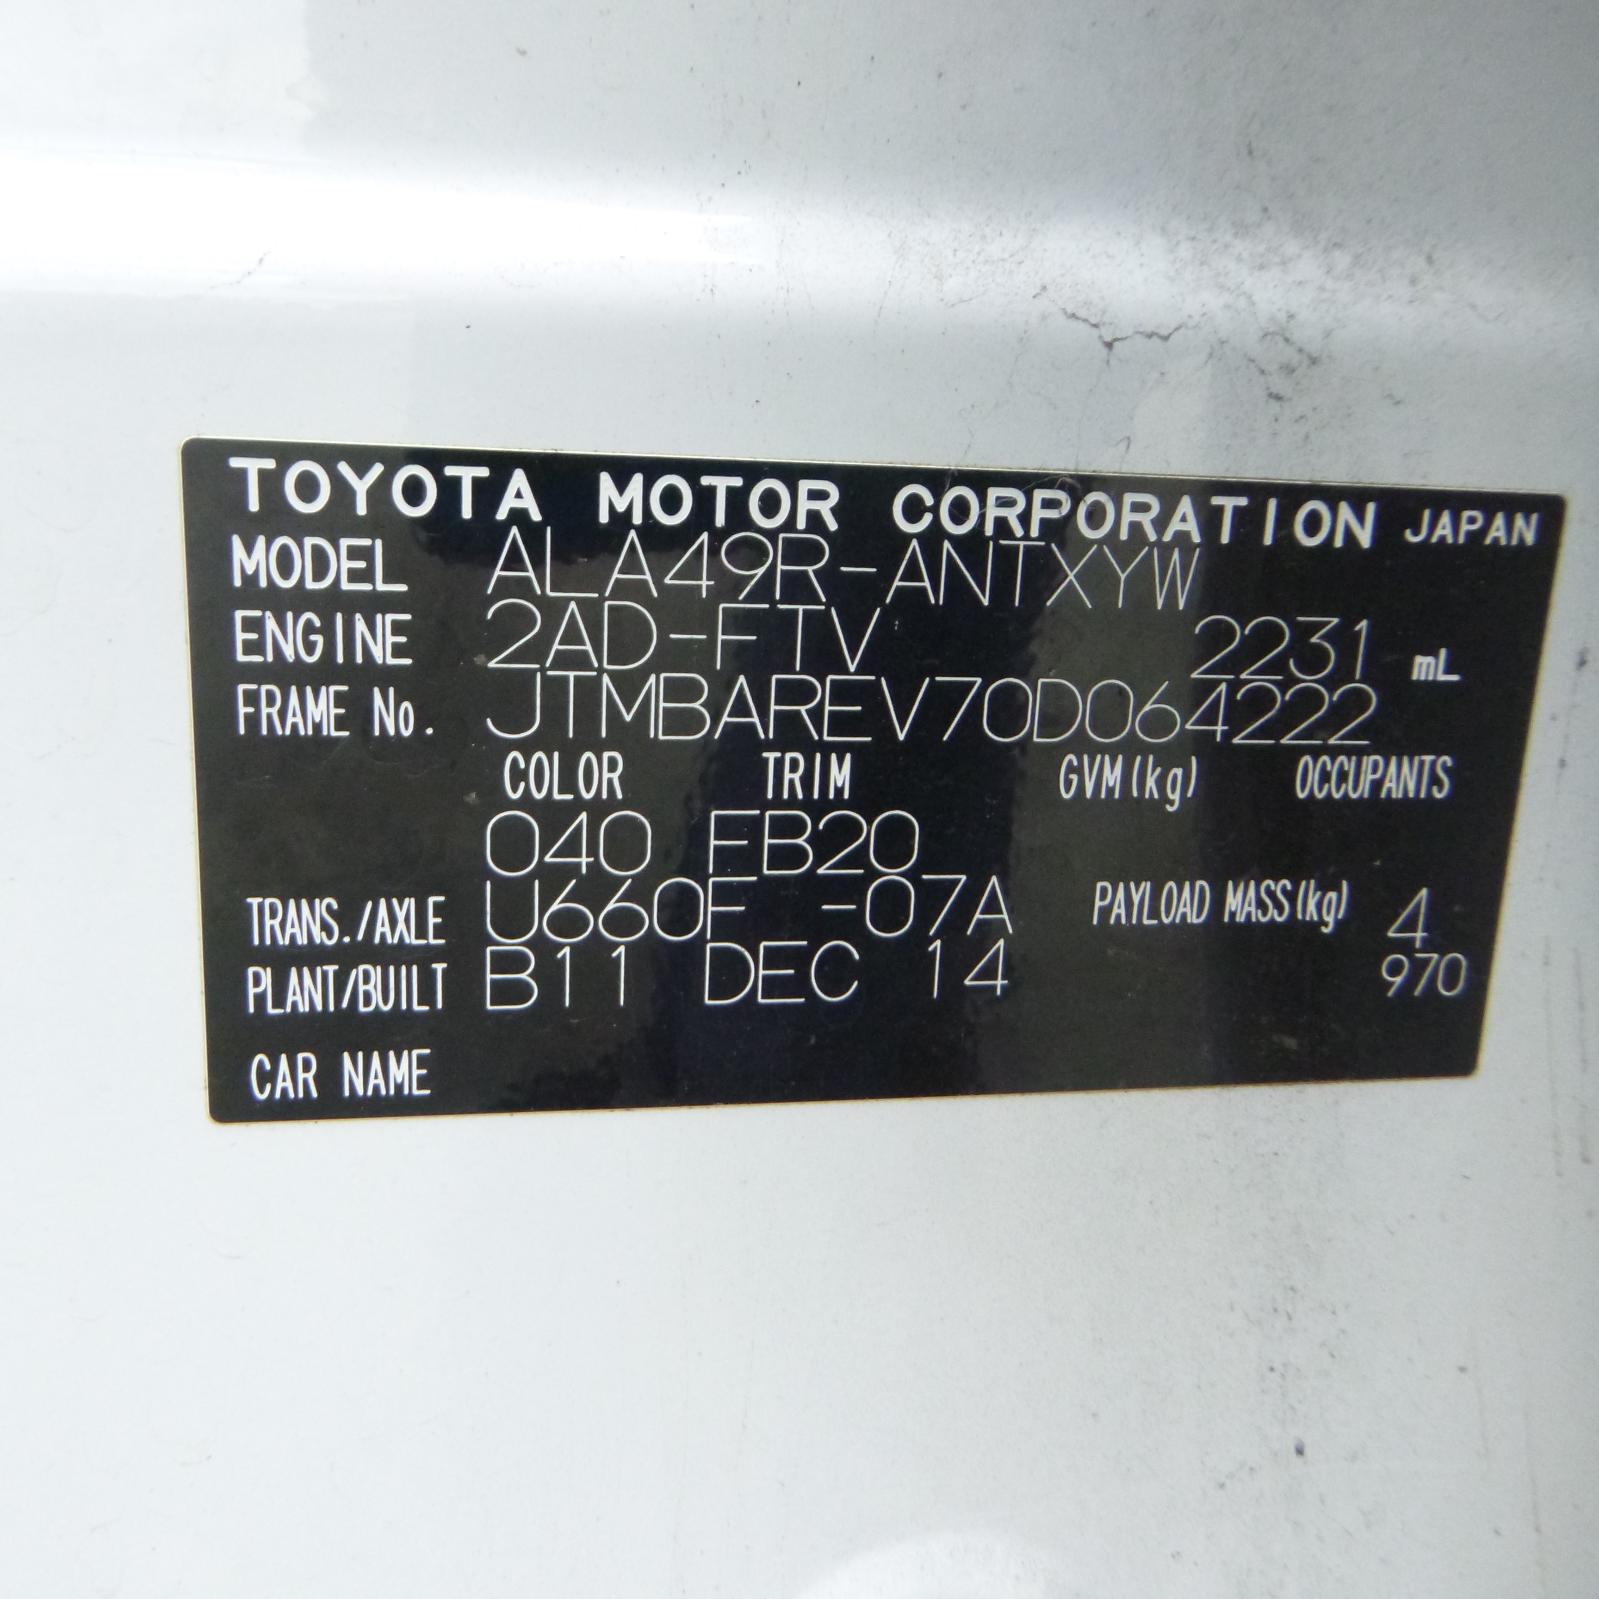 TOYOTA MOTOR CORPORATION JAPAN
MODEL ALA49R-ANTXYW
ENGINE 2AD-FTV 2231 mL
FRAME No. JTMBAREV70D064222
COLOR TRIM GVM(kg) OCCUPANTS
040 FB20
TRANS./AXLE U660F -07A PAYLOAD MASS(kg) 4
PLANT/BUILT B11 DEC 14 970
CAR NAME